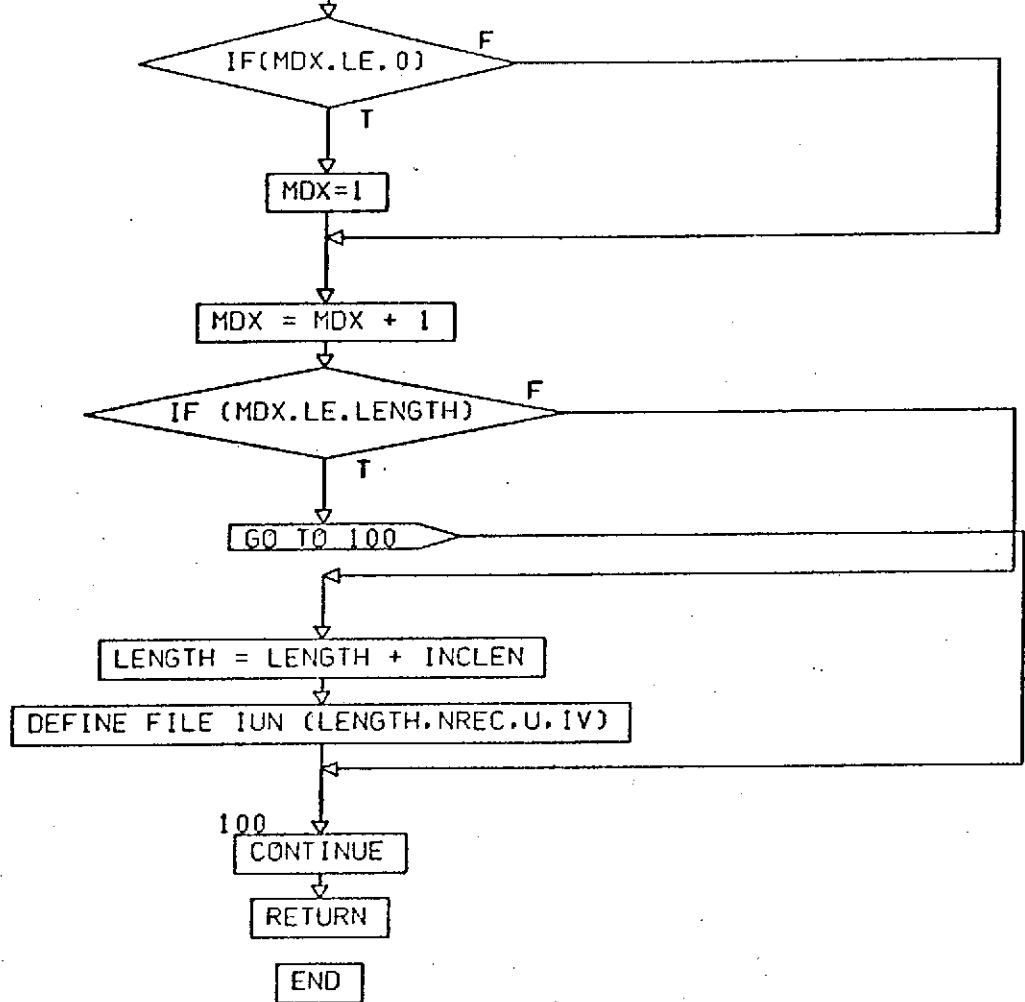 IF(MDX.LE.0)
F
T
MDX=1
MDX = MDX + 1
IF (MDX.LE.LENGTH)
F
T
GO TO 100
LENGTH = LENGTH + INCLEN
DEFINE FILE IUN (LENGTH.NREC.U.IV)
100
CONTINUE
RETURN
END